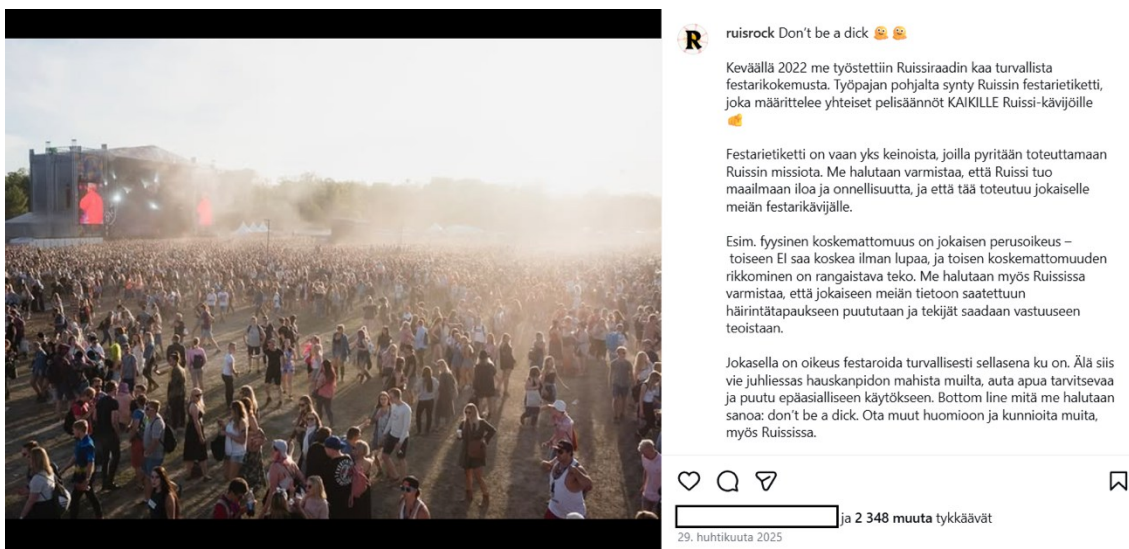 R
ruisrock Don't be a dick 🫠 🫠
Keväällä 2022 me työstettiin Ruissiraadin kaa turvallista
festarikokemusta. Työpajan pohjalta synty Ruissin festarietiketti,
joka määrittelee yhteiset pelisäännöt KAIKILLE Ruissi-kävijöille
🤝
Festarietiketti on vaan yks keinoista, joilla pyritään toteuttamaan
Ruissin missiota. Me halutaan varmistaa, että Ruissi tuo
maailmaan iloa ja onnellisuutta, ja että tää toteutuu jokaiselle
meiän festarikävijälle.
Esim. fyysinen koskemattomuus on jokaisen perusoikeus –
toiseen EI saa koskea ilman lupaa, ja toisen koskemattomuuden
rikkominen on rangaistava teko. Me halutaan myös Ruississa
varmistaa, että jokaiseen meiän tietoon saatettuun
häirintätapaukseen puututaan ja tekijät saadaan vastuuseen
teoistaan.
Jokasella on oikeus festaroida turvallisesti sellasena ku on. Älä siis
vie juhliessas hauskanpidon mahista muilta, auta apua tarvitsevaa
ja puutu epäasialliseen käytökseen. Bottom line mitä me halutaan
sanoa: don't be a dick. Ota muut huomioon ja kunnioita muita,
myös Ruississa.
ja 2 348 muuta tykkäävät
29. huhtikuuta 2025